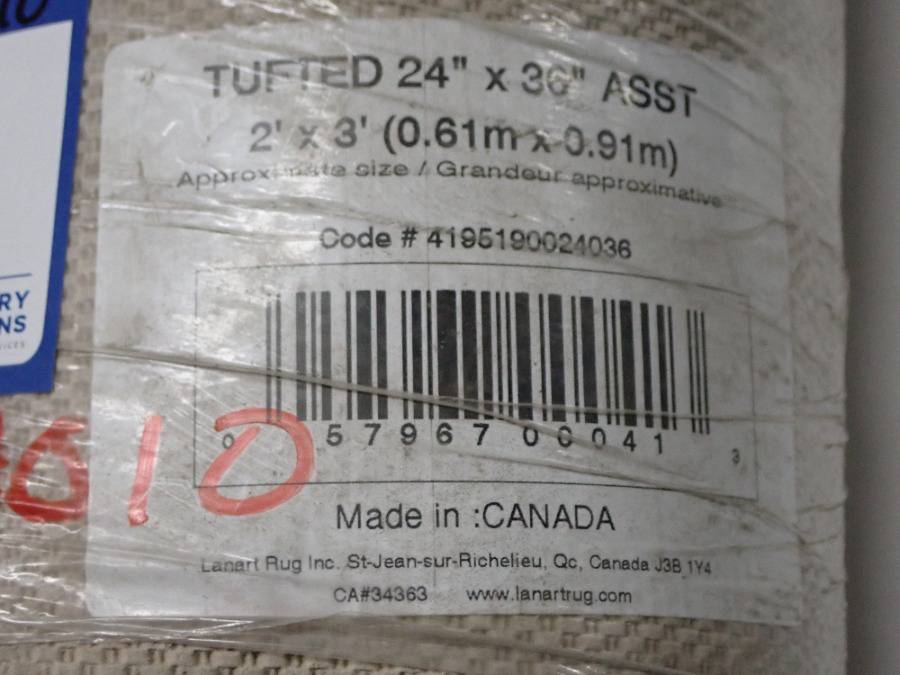 TUFTED 24" x 36" ASST
2' x 3' (0.61m x 0.91m)
Approximate size / Grandeur approximative
Code # 4195190024036
0 57967 00041 3
610
Made in :CANADA
Lanart Rug Inc. St-Jean-sur-Richelieu, Qc, Canada J3B 1Y4
CA#34363 www.lanartrug.com
RY
NS